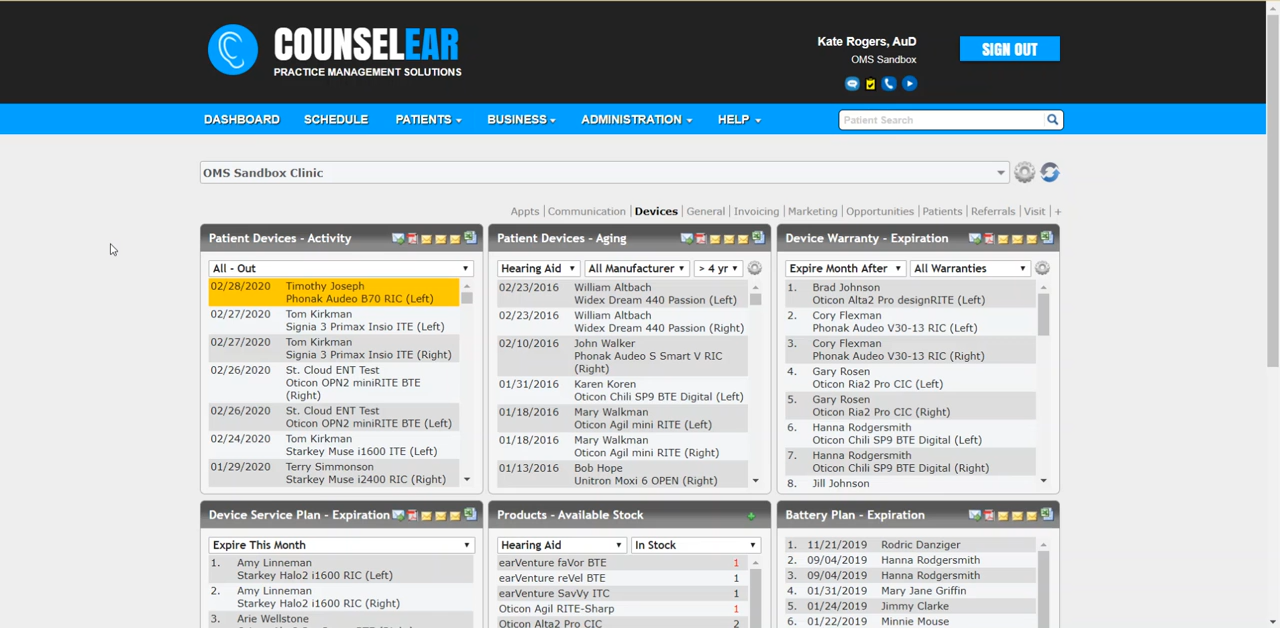 COUNSELEAR
PRACTICE MANAGEMENT SOLUTIONS
Kate Rogers, AuD
OMS Sandbox
SIGN OUT
DASHBOARD SCHEDULE PATIENTS BUSINESS ADMINISTRATION HELP
Patient Search
OMS Sandbox Clinic
Appts | Communication | Devices | General | Invoicing | Marketing | Opportunities | Patients | Referrals | Visit | +
Patient Devices - Activity
All - Out
02/28/2020 Timothy Joseph
Phonak Audeo B70 RIC (Left)
02/27/2020 Tom Kirkman
Signia 3 Primax Insio ITE (Left)
02/27/2020 Tom Kirkman
Signia 3 Primax Insio ITE (Right)
02/26/2020 St. Cloud ENT Test
Oticon OPN2 miniRITE BTE
(Right)
02/26/2020 St. Cloud ENT Test
Oticon OPN2 miniRITE BTE (Left)
02/24/2020 Tom Kirkman
Starkey Muse i1600 ITE (Left)
01/29/2020 Terry Simmonson
Starkey Muse i2400 RIC (Right)
Patient Devices - Aging
Hearing Aid All Manufacturer > 4 yr
02/23/2016 William Altbach
Widex Dream 440 Passion (Left)
02/23/2016 William Altbach
Widex Dream 440 Passion (Right)
02/10/2016 John Walker
Phonak Audeo S Smart V RIC
(Right)
01/31/2016 Karen Koren
Oticon Chili SP9 BTE Digital (Left)
01/18/2016 Mary Walkman
Oticon Agil mini RITE (Left)
01/18/2016 Mary Walkman
Oticon Agil mini RITE (Right)
01/13/2016 Bob Hope
Unitron Moxi 6 OPEN (Right)
Device Warranty - Expiration
Expire Month After All Warranties
1. Brad Johnson
Oticon Alta2 Pro designRITE (Left)
2. Cory Flexman
Phonak Audeo V30-13 RIC (Left)
3. Cory Flexman
Phonak Audeo V30-13 RIC (Right)
4. Gary Rosen
Oticon Ria2 Pro CIC (Left)
5. Gary Rosen
Oticon Ria2 Pro CIC (Right)
6. Hanna Rodgersmith
Oticon Chili SP9 BTE Digital (Left)
7. Hanna Rodgersmith
Oticon Chili SP9 BTE Digital (Right)
8. Jill Johnson
Device Service Plan - Expiration
Expire This Month
1. Amy Linneman
Starkey Halo2 i1600 RIC (Left)
2. Amy Linneman
Starkey Halo2 i1600 RIC (Right)
3. Arie Wellstone
Products - Available Stock
Hearing Aid In Stock
earVenture faVor BTE 1
earVenture reVel BTE 1
earVenture SavVy ITC 1
Oticon Agil RITE-Sharp 1
Oticon Alta2 Pro CIC 2
Battery Plan - Expiration
1. 11/21/2019 Rodric Danziger
2. 09/04/2019 Hanna Rodgersmith
3. 09/04/2019 Hanna Rodgersmith
4. 01/31/2019 Mary Jane Griffin
5. 01/24/2019 Jimmy Clarke
6. 01/22/2019 Minnie Mouse